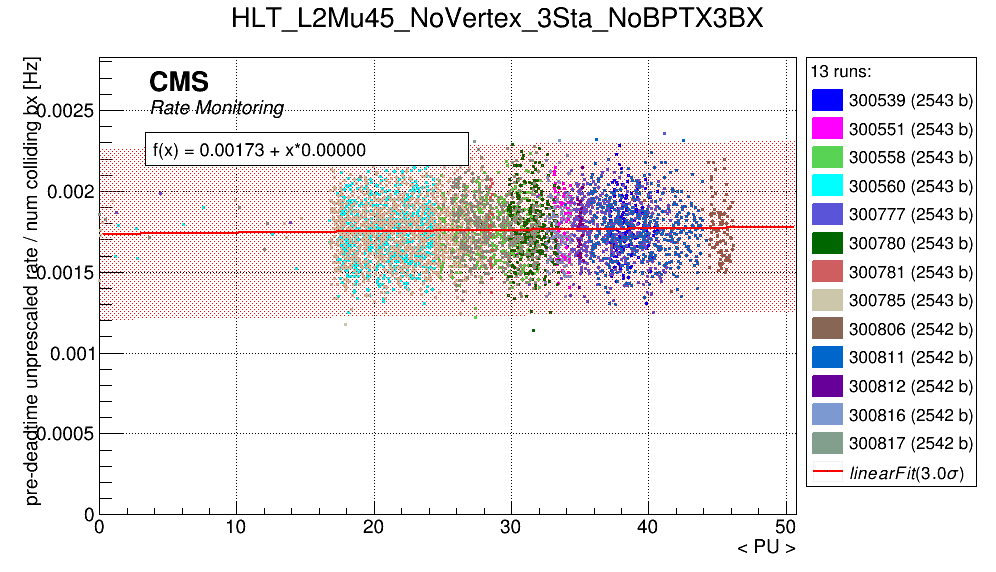 HLT_L2Mu45_NoVertex_3Sta_NoBPTX3BX
pre-deadtime unprescaled rate / num colliding bx [Hz]
CMS
Rate Monitoring
f(x) = 0.00173 + x*0.00000
0.0025
0.002
0.0015
0.001
0.0005
0
0 10 20 30 40 50
< PU >
13 runs:
300539 (2543 b)
300551 (2543 b)
300558 (2543 b)
300560 (2543 b)
300777 (2543 b)
300780 (2543 b)
300781 (2543 b)
300785 (2543 b)
300806 (2542 b)
300811 (2542 b)
300812 (2542 b)
300816 (2542 b)
300817 (2542 b)
linearFit(3.0σ)